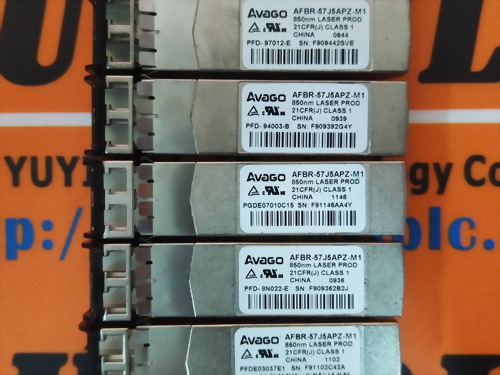 AVAGO AFBR-57J5APZ-M1
850nm LASER PROD
21CFR(J) CLASS 1
CHINA 0944
PFD- 97012-E SN: F909442SVE
AVAGO AFBR-57J5APZ-M1
850nm LASER PROD
21CFR(J) CLASS 1
CHINA 0939
PFD- 94003-B SN: F909392G4Y
AVAGO AFBR-57J5APZ-M1
850nm LASER PROD
21CFR(J) CLASS 1
CHINA 1146
PGDE07010C15 SN: F91146AA4Y
AVAGO AFBR-57J5APZ-M1
850nm LASER PROD
21CFR(J) CLASS 1
CHINA 0936
PFD- 8N022-E SN: F909362B2J
AVAGO AFBR-57J5APZ-M1
850nm LASER PROD
21CFR(J) CLASS 1
CHINA 1102
PFDE03037E1 SN: F91102C42A
YUYI
gy Co
tp:/
plc.